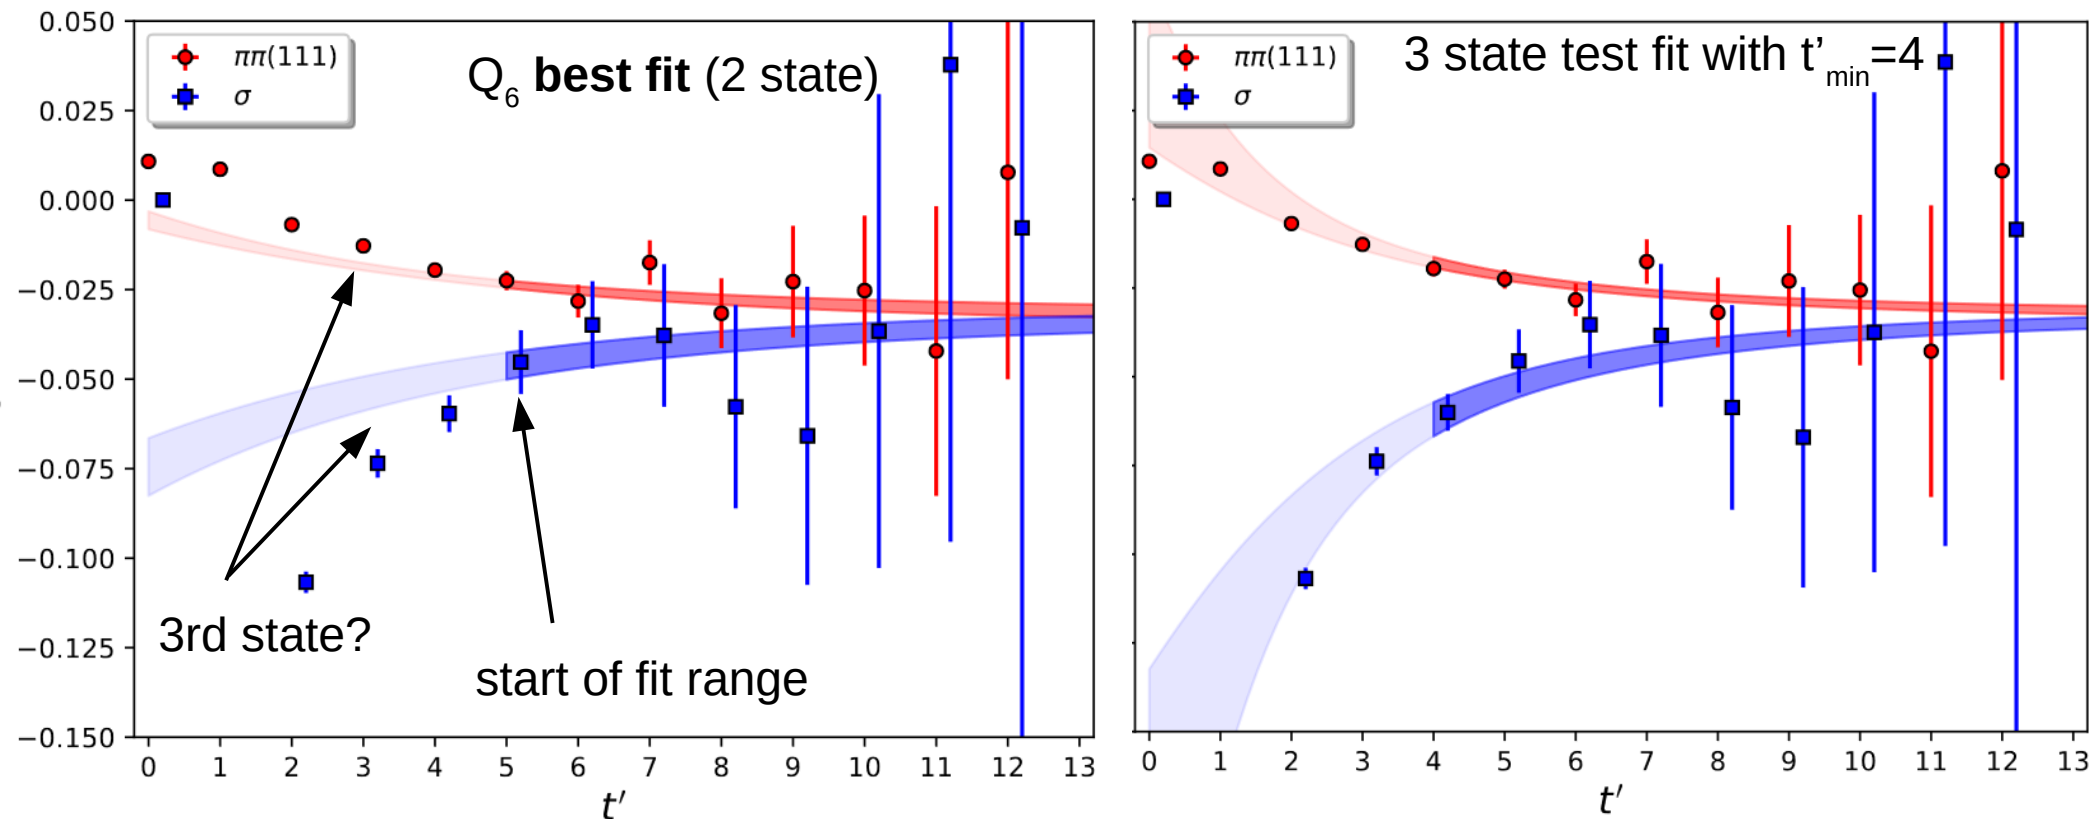 ππ(111)
σ
Q6 best fit (2 state)
0.050
0.025
0.000
−0.025
−0.050
−0.075
−0.100
−0.125
−0.150
3rd state?
start of fit range
0 1 2 3 4 5 6 7 8 9 10 11 12 13
t′
ππ(111)
σ
3 state test fit with t’min=4
0 1 2 3 4 5 6 7 8 9 10 11 12 13
t′